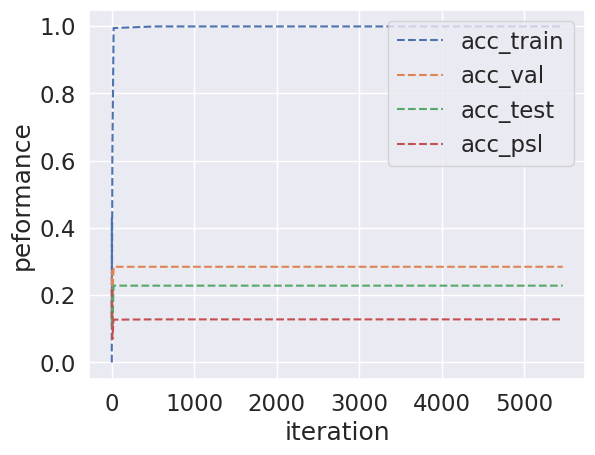 1.0
0.8
0.6
0.4
0.2
0.0
peformance
acc_train
acc_val
acc_test
acc_psl
0 1000 2000 3000 4000 5000
iteration